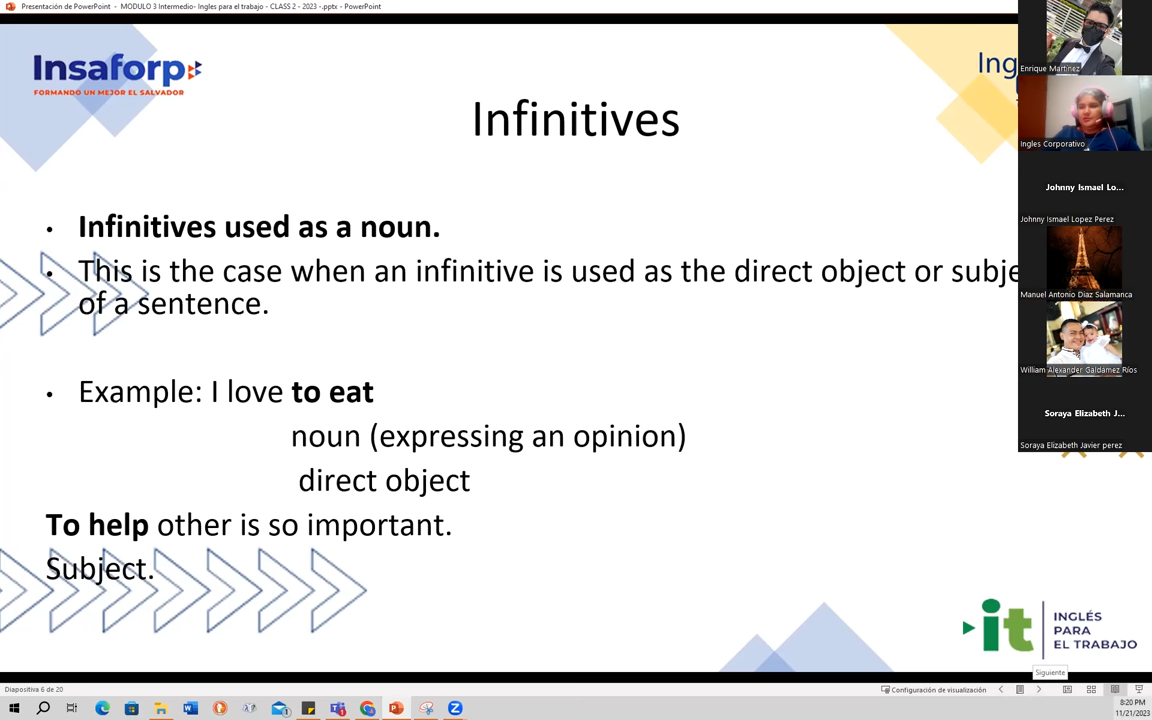 Presentación de PowerPoint - MODULO 3 Intermedio- Ingles para el trabajo - CLASS 2 - 2023 -.pptx - PowerPoint
Insaforp
FORMANDO UN MEJOR EL SALVADOR
Ing
Infinitives
• Infinitives used as a noun.
• This is the case when an infinitive is used as the direct object or subje
of a sentence.
• Example: I love to eat
noun (expressing an opinion)
direct object
To help other is so important.
Subject.
Enrique Martinez
Ingles Corporativo
Johnny Ismael Lo...
Johnny Ismael Lopez Perez
Manuel Antonio Diaz Salamanca
William Alexander Galdámez Ríos
Soraya Elizabeth J...
Soraya Elizabeth Javier perez
it
INGLÉS
PARA
EL TRABAJO
Siguiente
Diapositiva 6 de 20
Configuración de visualización
8:20 PM
11/21/2023